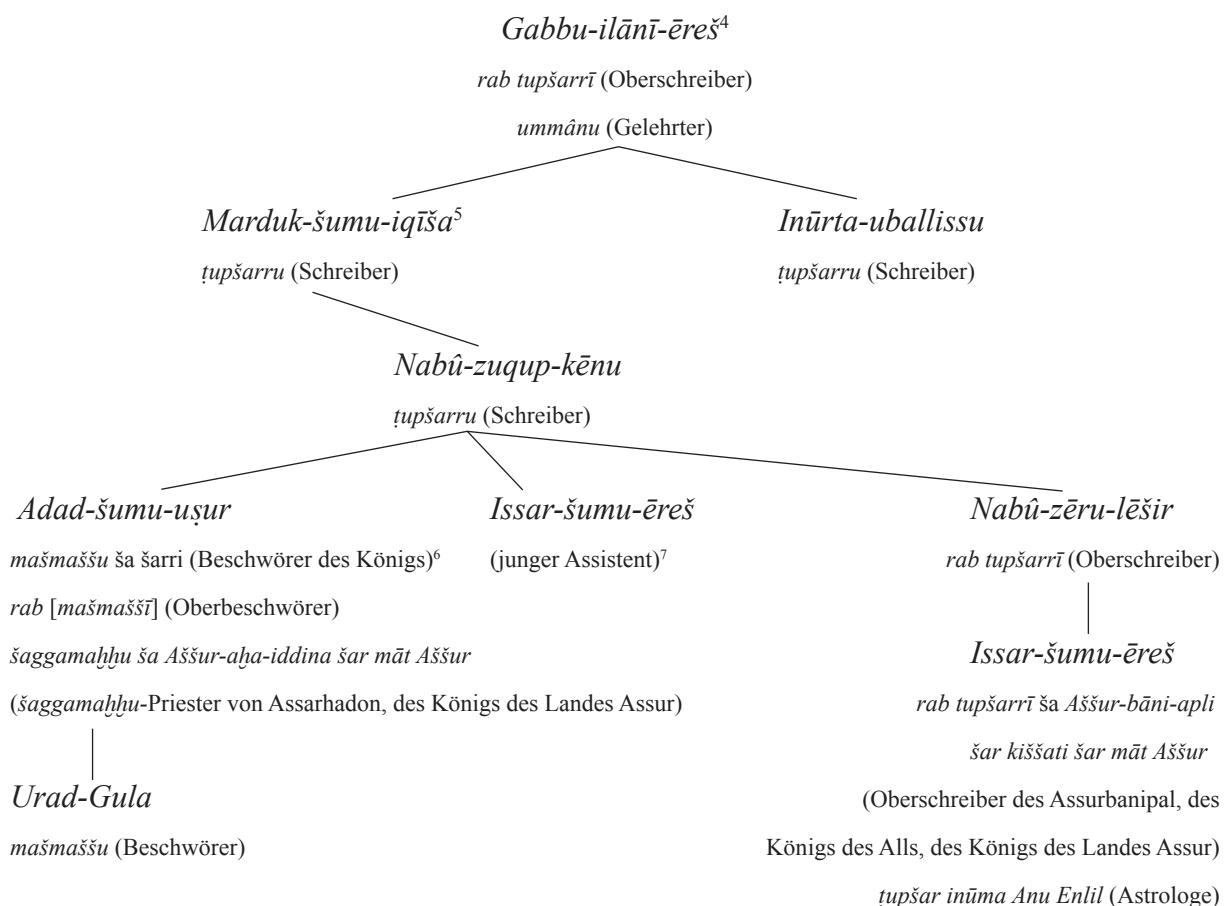 Gabbu-ilānī-ēreš⁴
rab tupšarrī (Oberschreiber)
ummânu (Gelehrter)
Marduk-šumu-iqīša⁵
ṭupšarru (Schreiber)
Inūrta-uballissu
ṭupšarru (Schreiber)
Nabû-zuqup-kēnu
ṭupšarru (Schreiber)
Adad-šumu-uṣur
mašmaššu ša šarri (Beschwörer des Königs)⁶
rab [mašmaššī] (Oberbeschwörer)
šaggamaḫḫu ša Aššur-aḫa-iddina šar māt Aššur
(šaggamaḫḫu-Priester von Assarhadon, des Königs des Landes Assur)
Urad-Gula
mašmaššu (Beschwörer)
Issar-šumu-ēreš
(junger Assistent)⁷
Nabû-zēru-lēšir
rab tupšarrī (Oberschreiber)
Issar-šumu-ēreš
rab tupšarrī ša Aššur-bāni-apli
šar kiššati šar māt Aššur
(Oberschreiber des Assurbanipal, des
Königs des Alls, des Königs des Landes Assur)
ṭupšar inūma Anu Enlil (Astrologe)